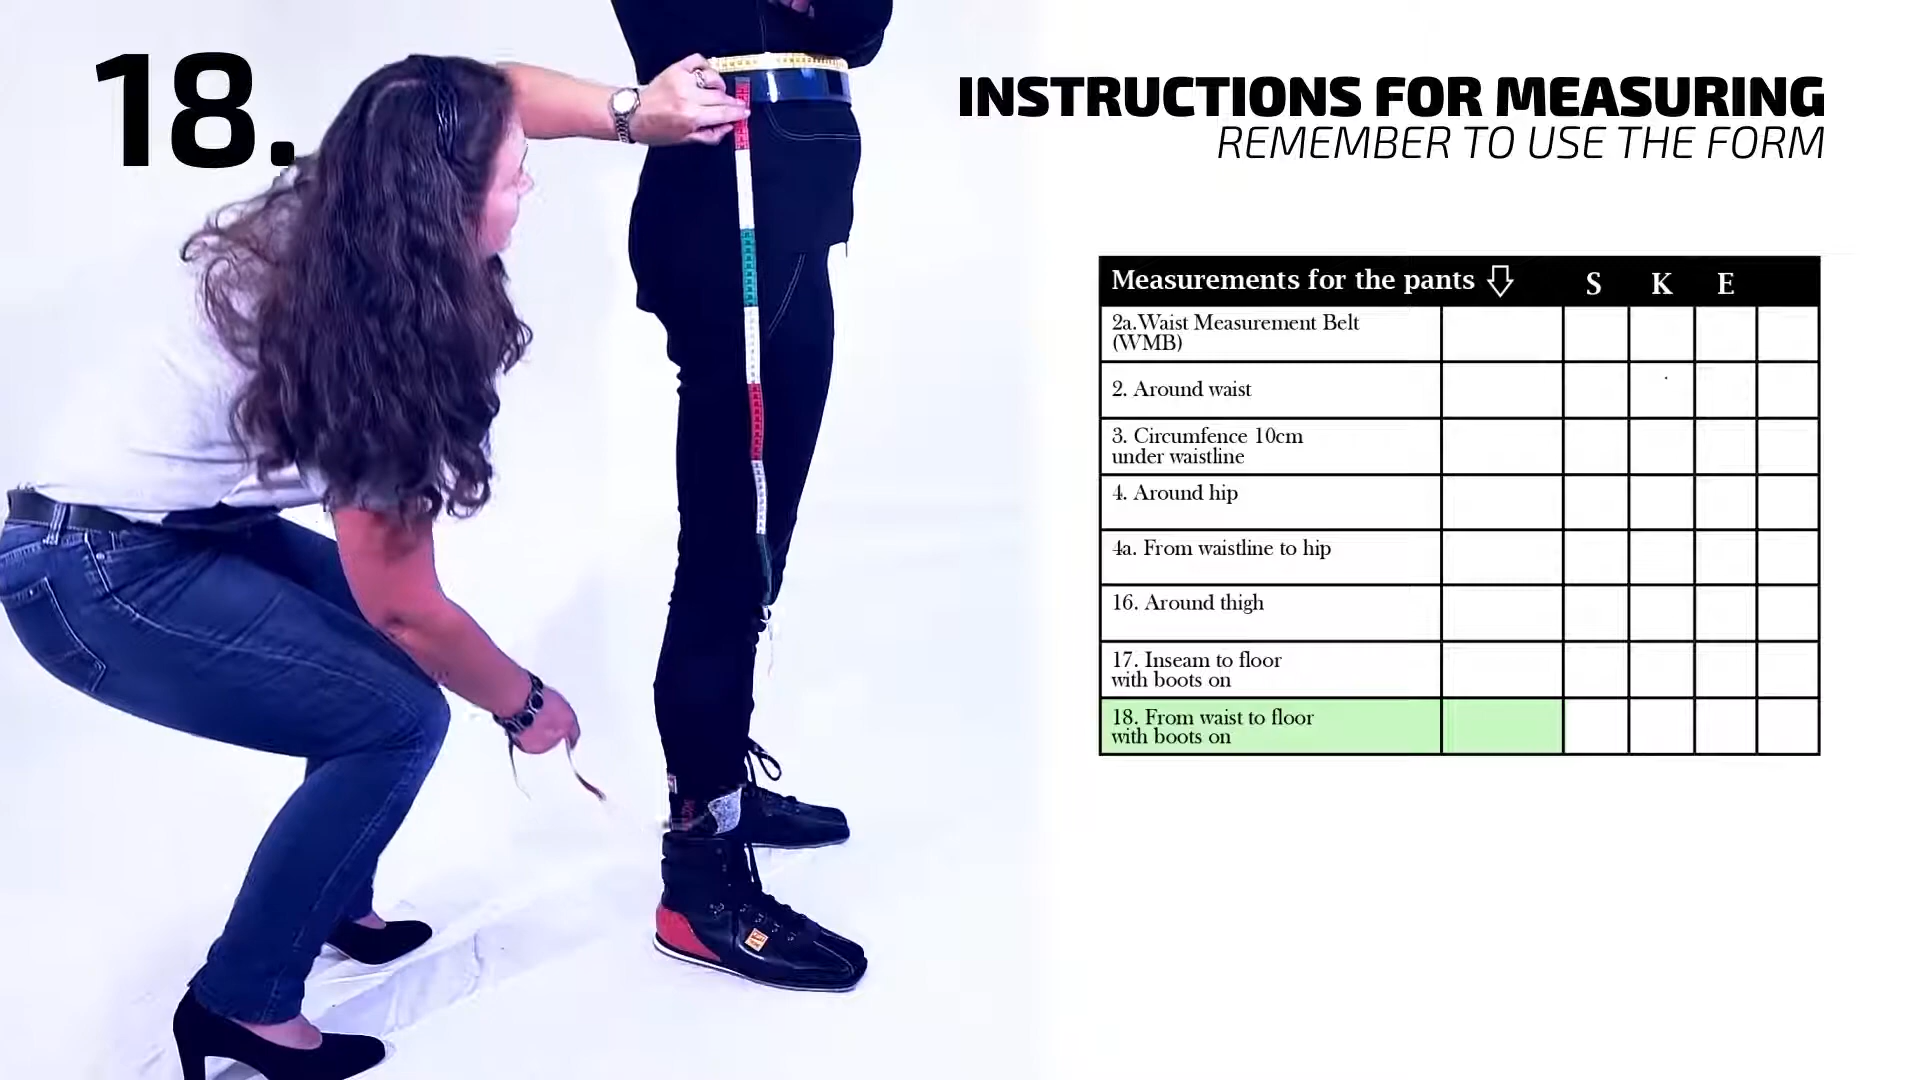 18.
INSTRUCTIONS FOR MEASURING
REMEMBER TO USE THE FORM
Measurements for the pants S K E
2a.Waist Measurement Belt
(WMB)
2. Around waist
3. Circumfence 10cm
under waistline
4. Around hip
4a. From waistline to hip
16. Around thigh
17. Inseam to floor
with boots on
18. From waist to floor
with boots on